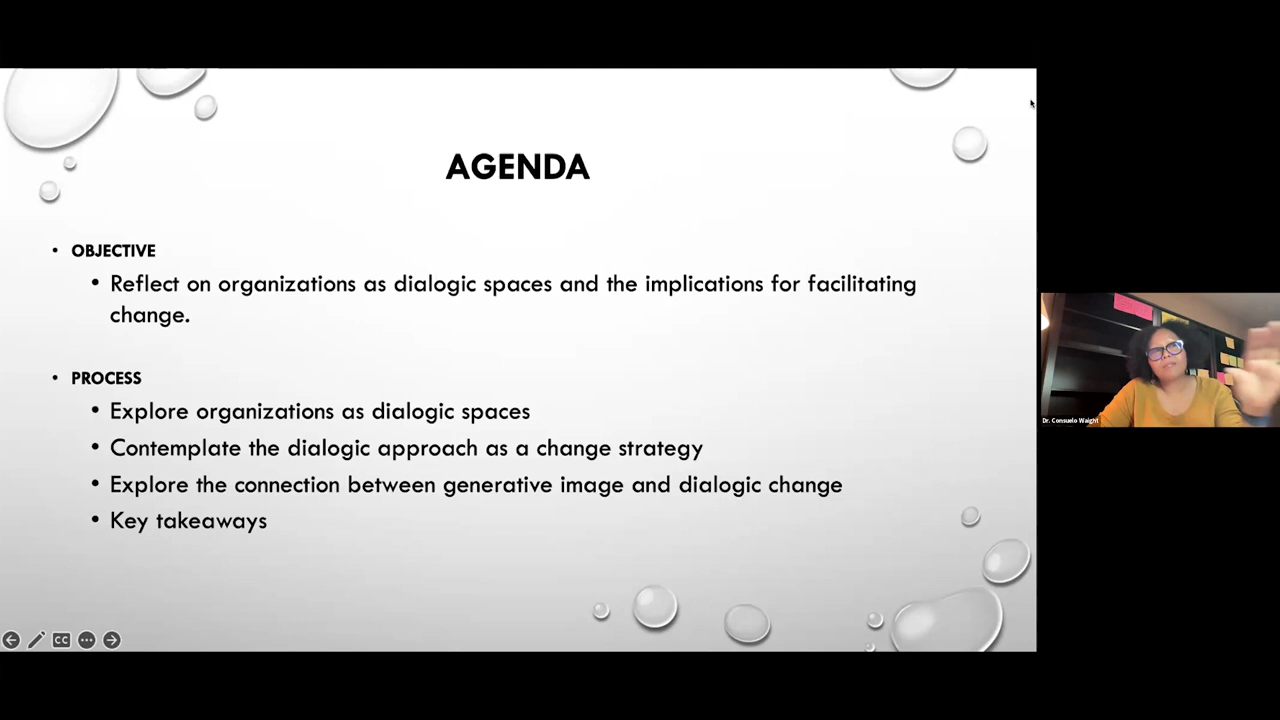 AGENDA
• OBJECTIVE
• Reflect on organizations as dialogic spaces and the implications for facilitating
change.
• PROCESS
• Explore organizations as dialogic spaces
• Contemplate the dialogic approach as a change strategy
• Explore the connection between generative image and dialogic change
• Key takeaways
Dr. Consuelo Waight
CC